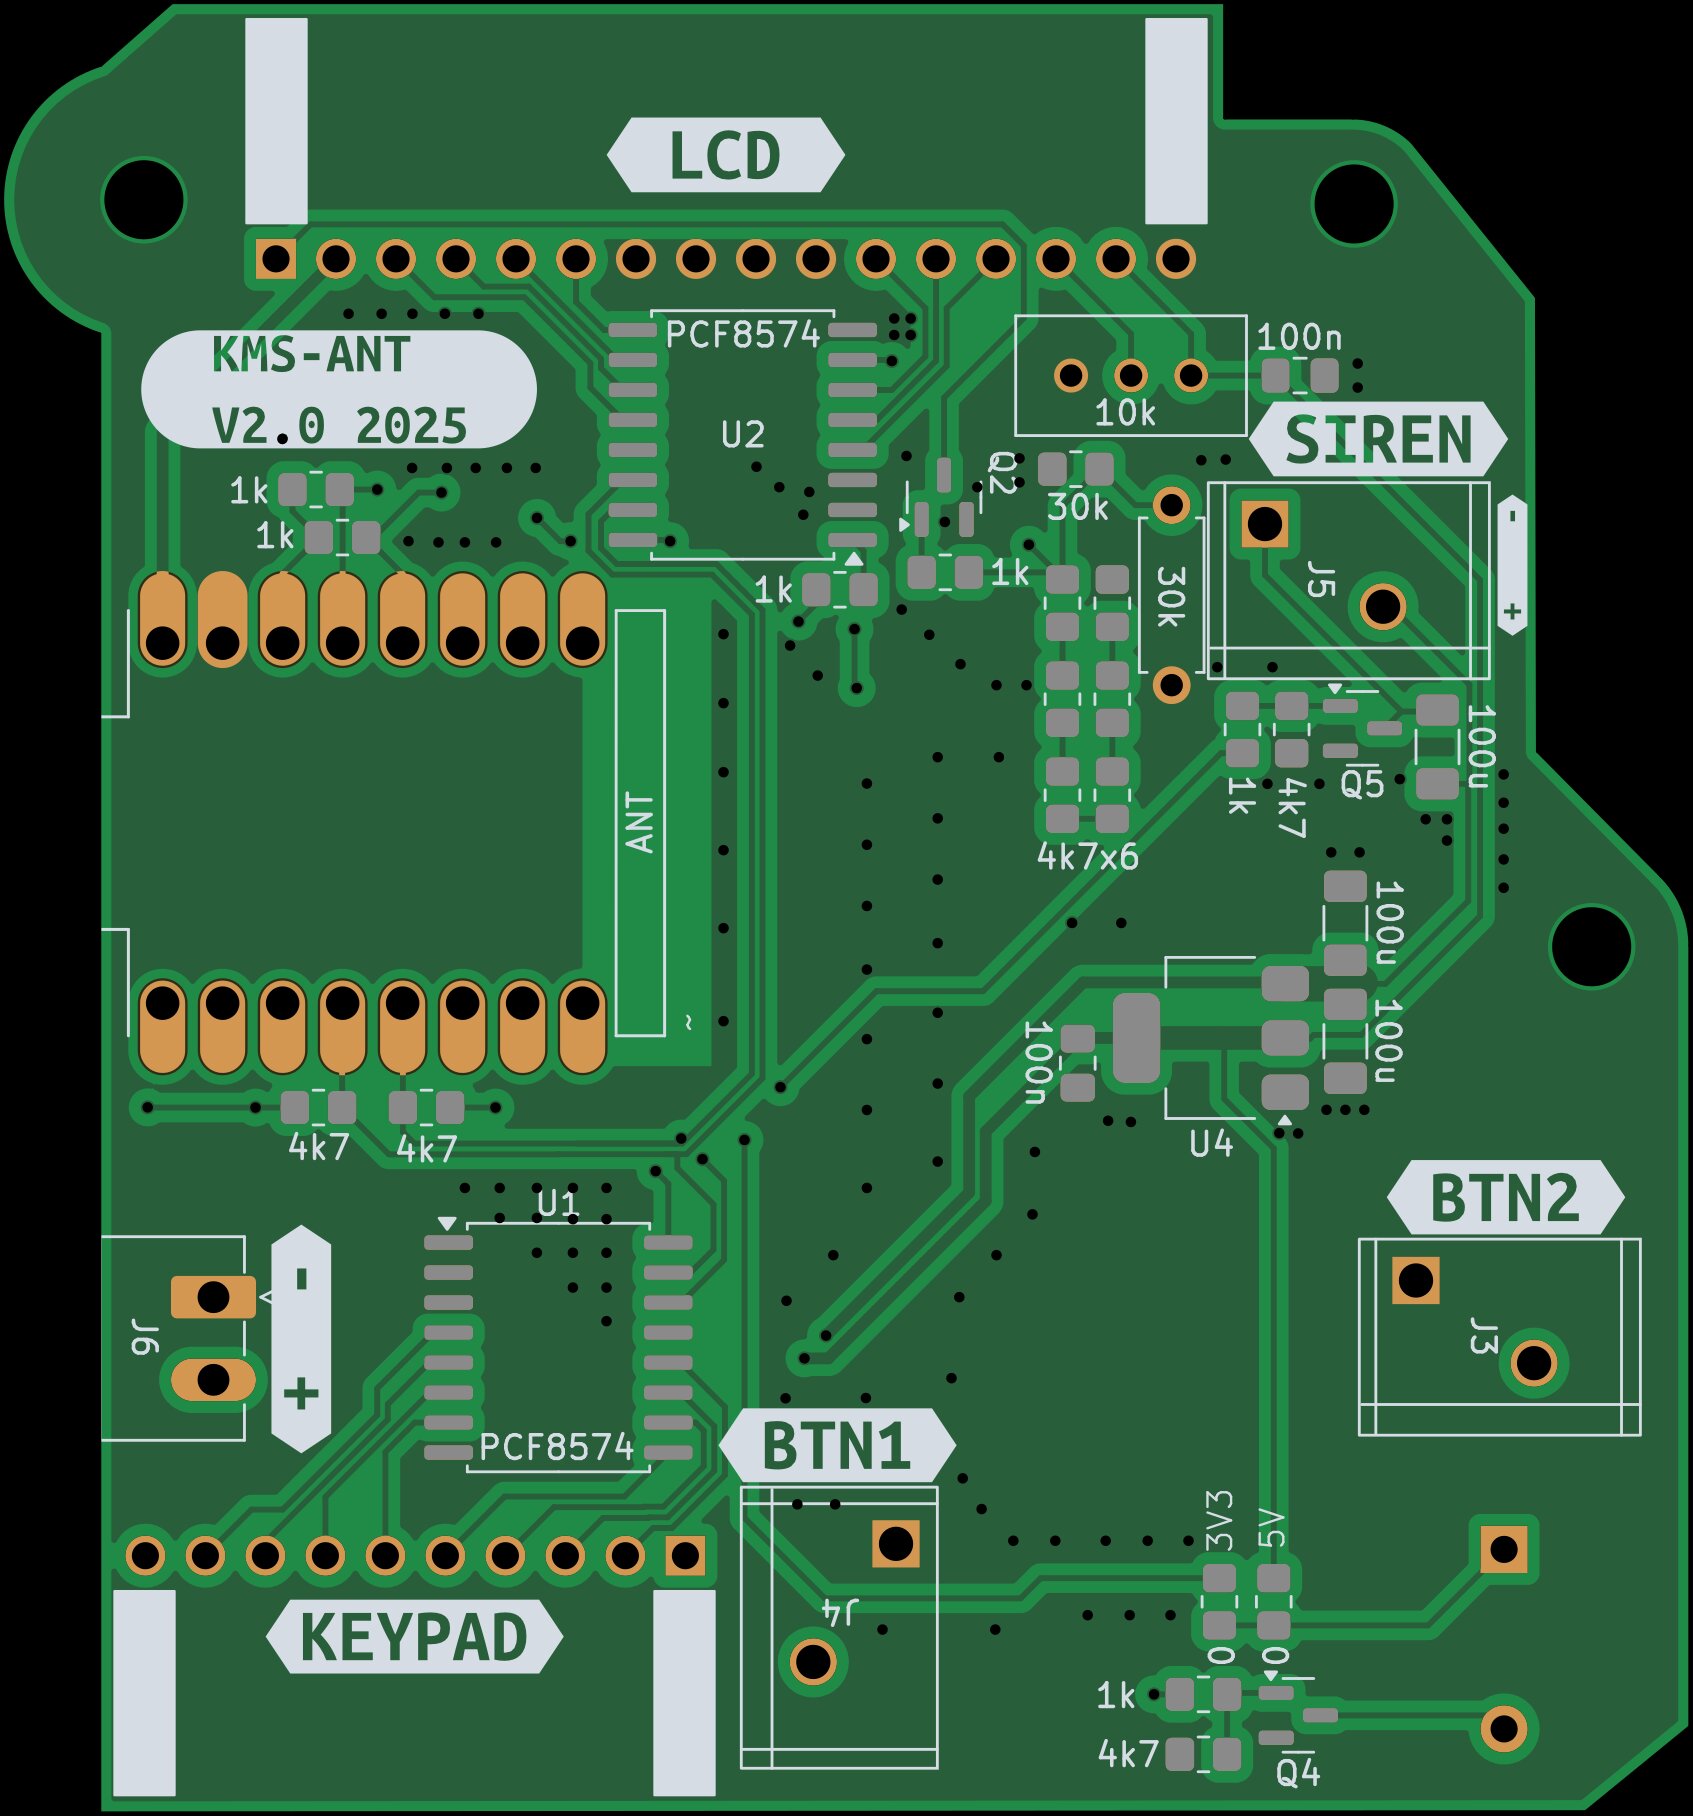 LCD
PCF8574
100n
KMS-ANT
V2.0 2025
10k
SIREN
U2
Q2
1k
30k
1k
1k
1k
30k
J5
-
+
100u
Q5
1k
4k7
ANT
4k7x6
100u
100n
100u
~
4k7
4k7
U4
U1
BTN2
-
J6
J3
+
PCF8574
BTN1
3V3
5V
J4
KEYPAD
0
0
1k
4k7
Q4